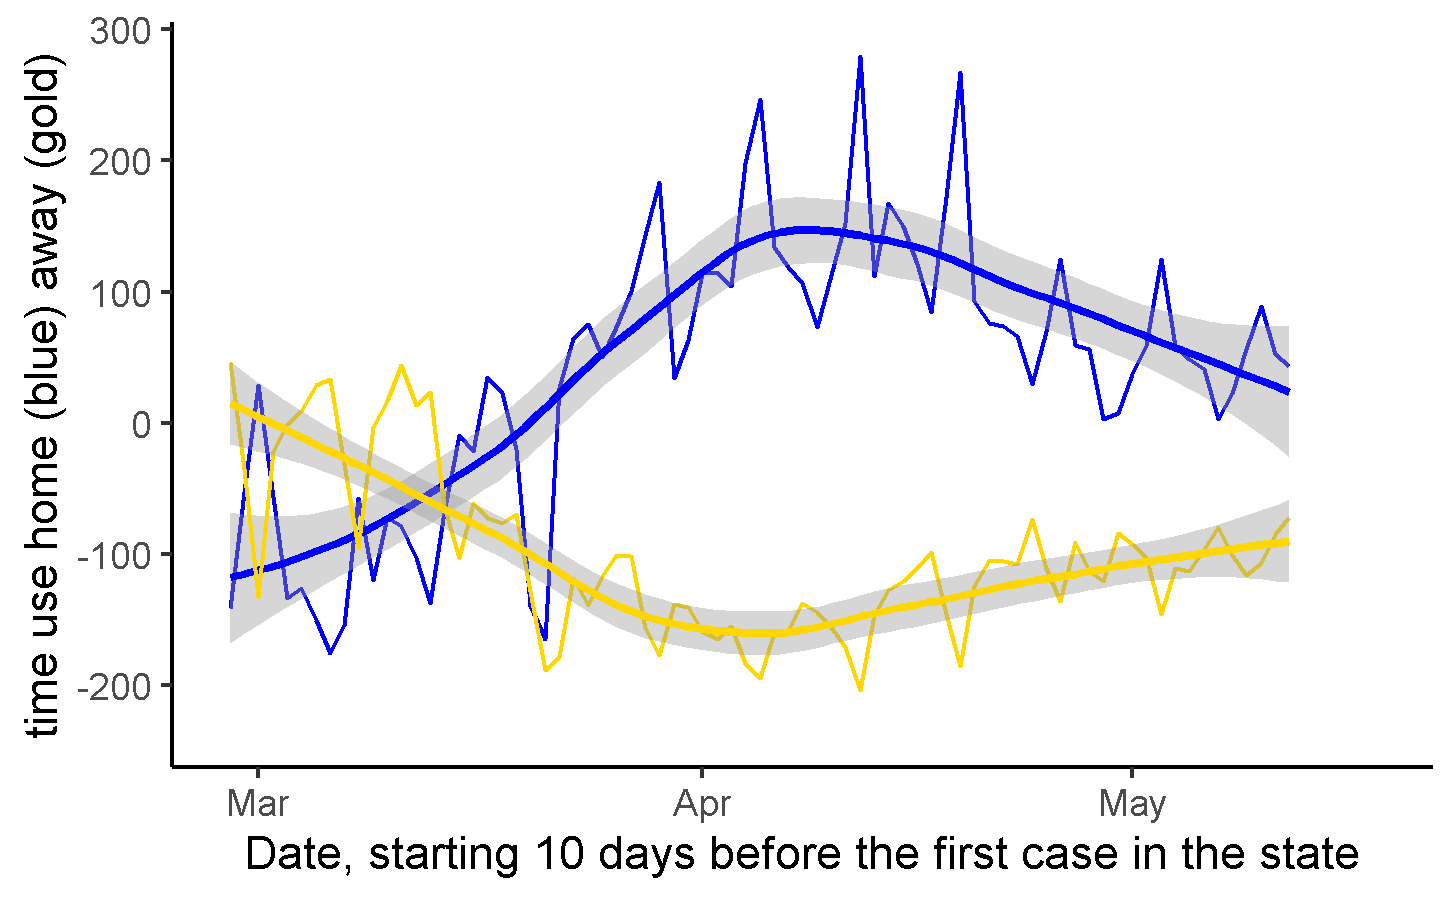 time use home (blue) away (gold)
300
200
100
0
-100
-200
Mar Apr May
Date, starting 10 days before the first case in the state